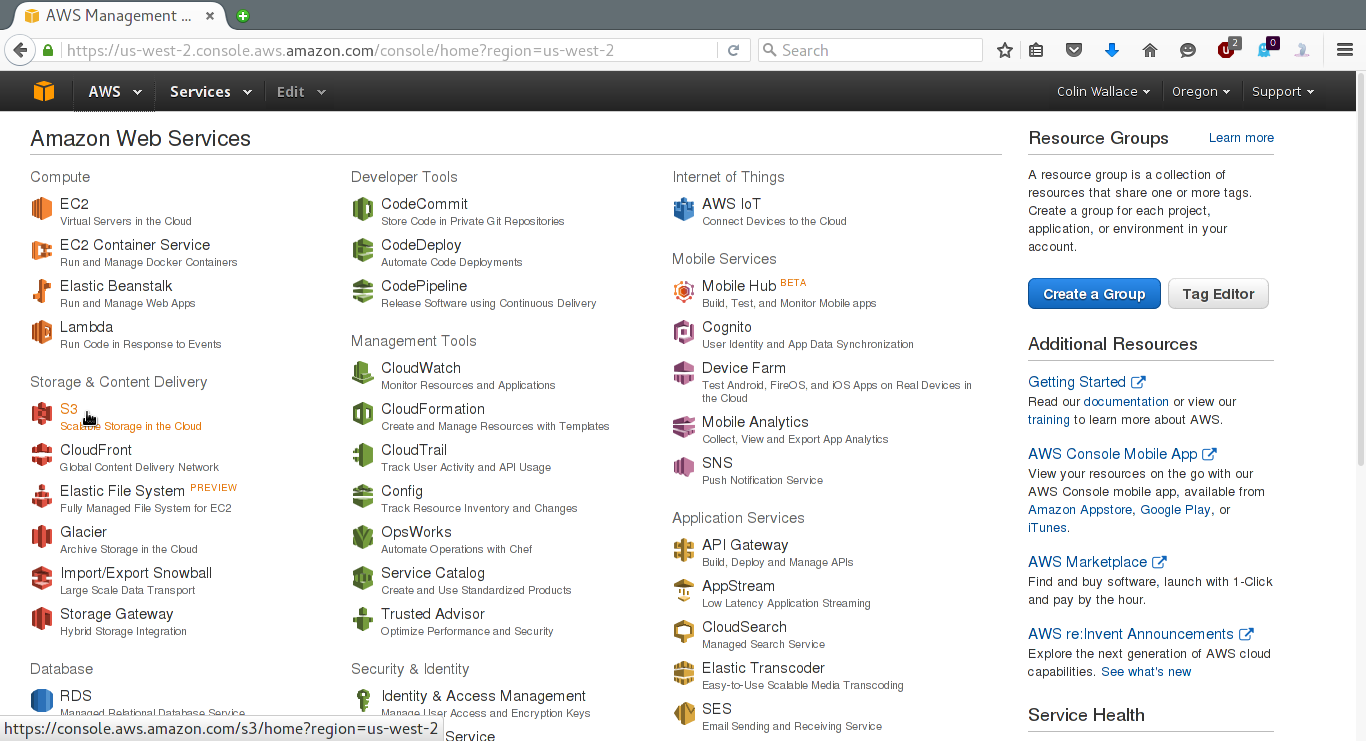 AWS Management ...
https://us-west-2.console.aws.amazon.com/console/home?region=us-west-2
Search
2
0
AWS
Services
Edit
Colin Wallace
Oregon
Support
Amazon Web Services
Compute
EC2
Virtual Servers in the Cloud
EC2 Container Service
Run and Manage Docker Containers
Elastic Beanstalk
Run and Manage Web Apps
Lambda
Run Code in Response to Events
Storage & Content Delivery
S3
Scalable Storage in the Cloud
CloudFront
Global Content Delivery Network
Elastic File System PREVIEW
Fully Managed File System for EC2
Glacier
Archive Storage in the Cloud
Import/Export Snowball
Large Scale Data Transport
Storage Gateway
Hybrid Storage Integration
Database
RDS
Managed Relational Database Service
Developer Tools
CodeCommit
Store Code in Private Git Repositories
CodeDeploy
Automate Code Deployments
CodePipeline
Release Software using Continuous Delivery
Management Tools
CloudWatch
Monitor Resources and Applications
CloudFormation
Create and Manage Resources with Templates
CloudTrail
Track User Activity and API Usage
Config
Track Resource Inventory and Changes
OpsWorks
Automate Operations with Chef
Service Catalog
Create and Use Standardized Products
Trusted Advisor
Optimize Performance and Security
Security & Identity
Identity & Access Management
Manage User Access and Encryption Keys
Service
Internet of Things
AWS IoT
Connect Devices to the Cloud
Mobile Services
Mobile Hub BETA
Build, Test, and Monitor Mobile apps
Cognito
User Identity and App Data Synchronization
Device Farm
Test Android, FireOS, and iOS Apps on Real Devices in
the Cloud
Mobile Analytics
Collect, View and Export App Analytics
SNS
Push Notification Service
Application Services
API Gateway
Build, Deploy and Manage APIs
AppStream
Low Latency Application Streaming
CloudSearch
Managed Search Service
Elastic Transcoder
Easy-to-Use Scalable Media Transcoding
SES
Email Sending and Receiving Service
Resource Groups
Learn more
A resource group is a collection of
resources that share one or more tags.
Create a group for each project,
application, or environment in your
account.
Create a Group
Tag Editor
Additional Resources
Getting Started
Read our documentation or view our
training to learn more about AWS.
AWS Console Mobile App
View your resources on the go with our
AWS Console mobile app, available from
Amazon Appstore, Google Play, or
iTunes.
AWS Marketplace
Find and buy software, launch with 1-Click
and pay by the hour.
AWS re:Invent Announcements
Explore the next generation of AWS cloud
capabilities. See what's new
Service Health
https://console.aws.amazon.com/s3/home?region=us-west-2